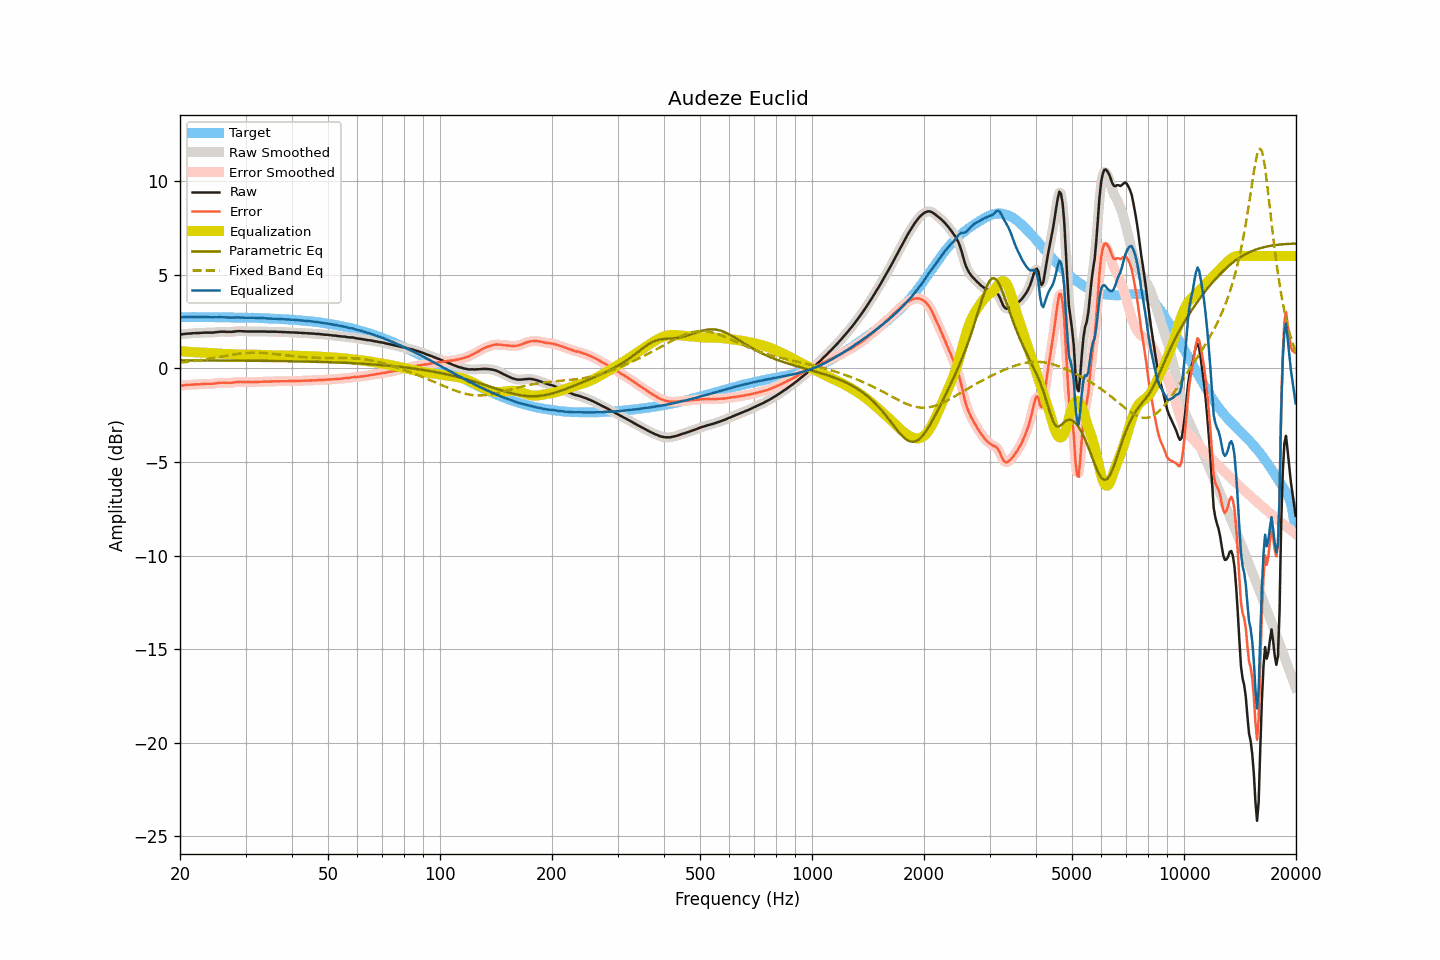 Audeze Euclid
Target
Raw Smoothed
Error Smoothed
Raw
Error
Equalization
Parametric Eq
Fixed Band Eq
Equalized
10
5
0
−5
−10
−15
−20
−25
Amplitude (dBr)
20 50 100 200 500 1000 2000 5000 10000 20000
Frequency (Hz)